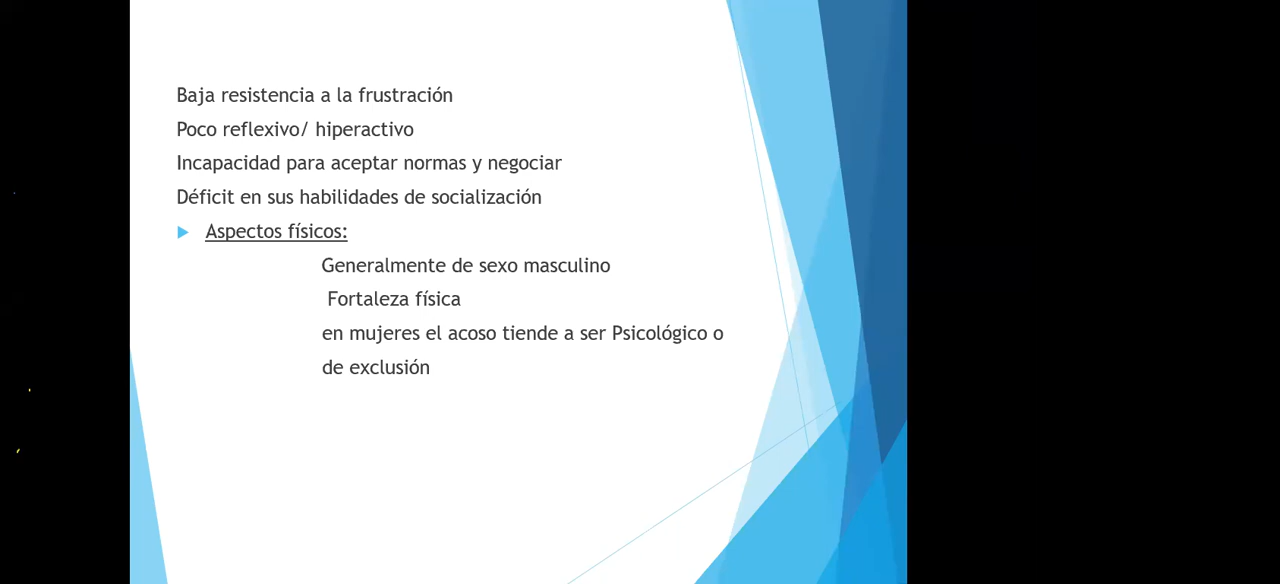 Baja resistencia a la frustración
Poco reflexivo/ hiperactivo
Incapacidad para aceptar normas y negociar
Déficit en sus habilidades de socialización
Aspectos físicos:
Generalmente de sexo masculino
Fortaleza física
en mujeres el acoso tiende a ser Psicológico o
de exclusión